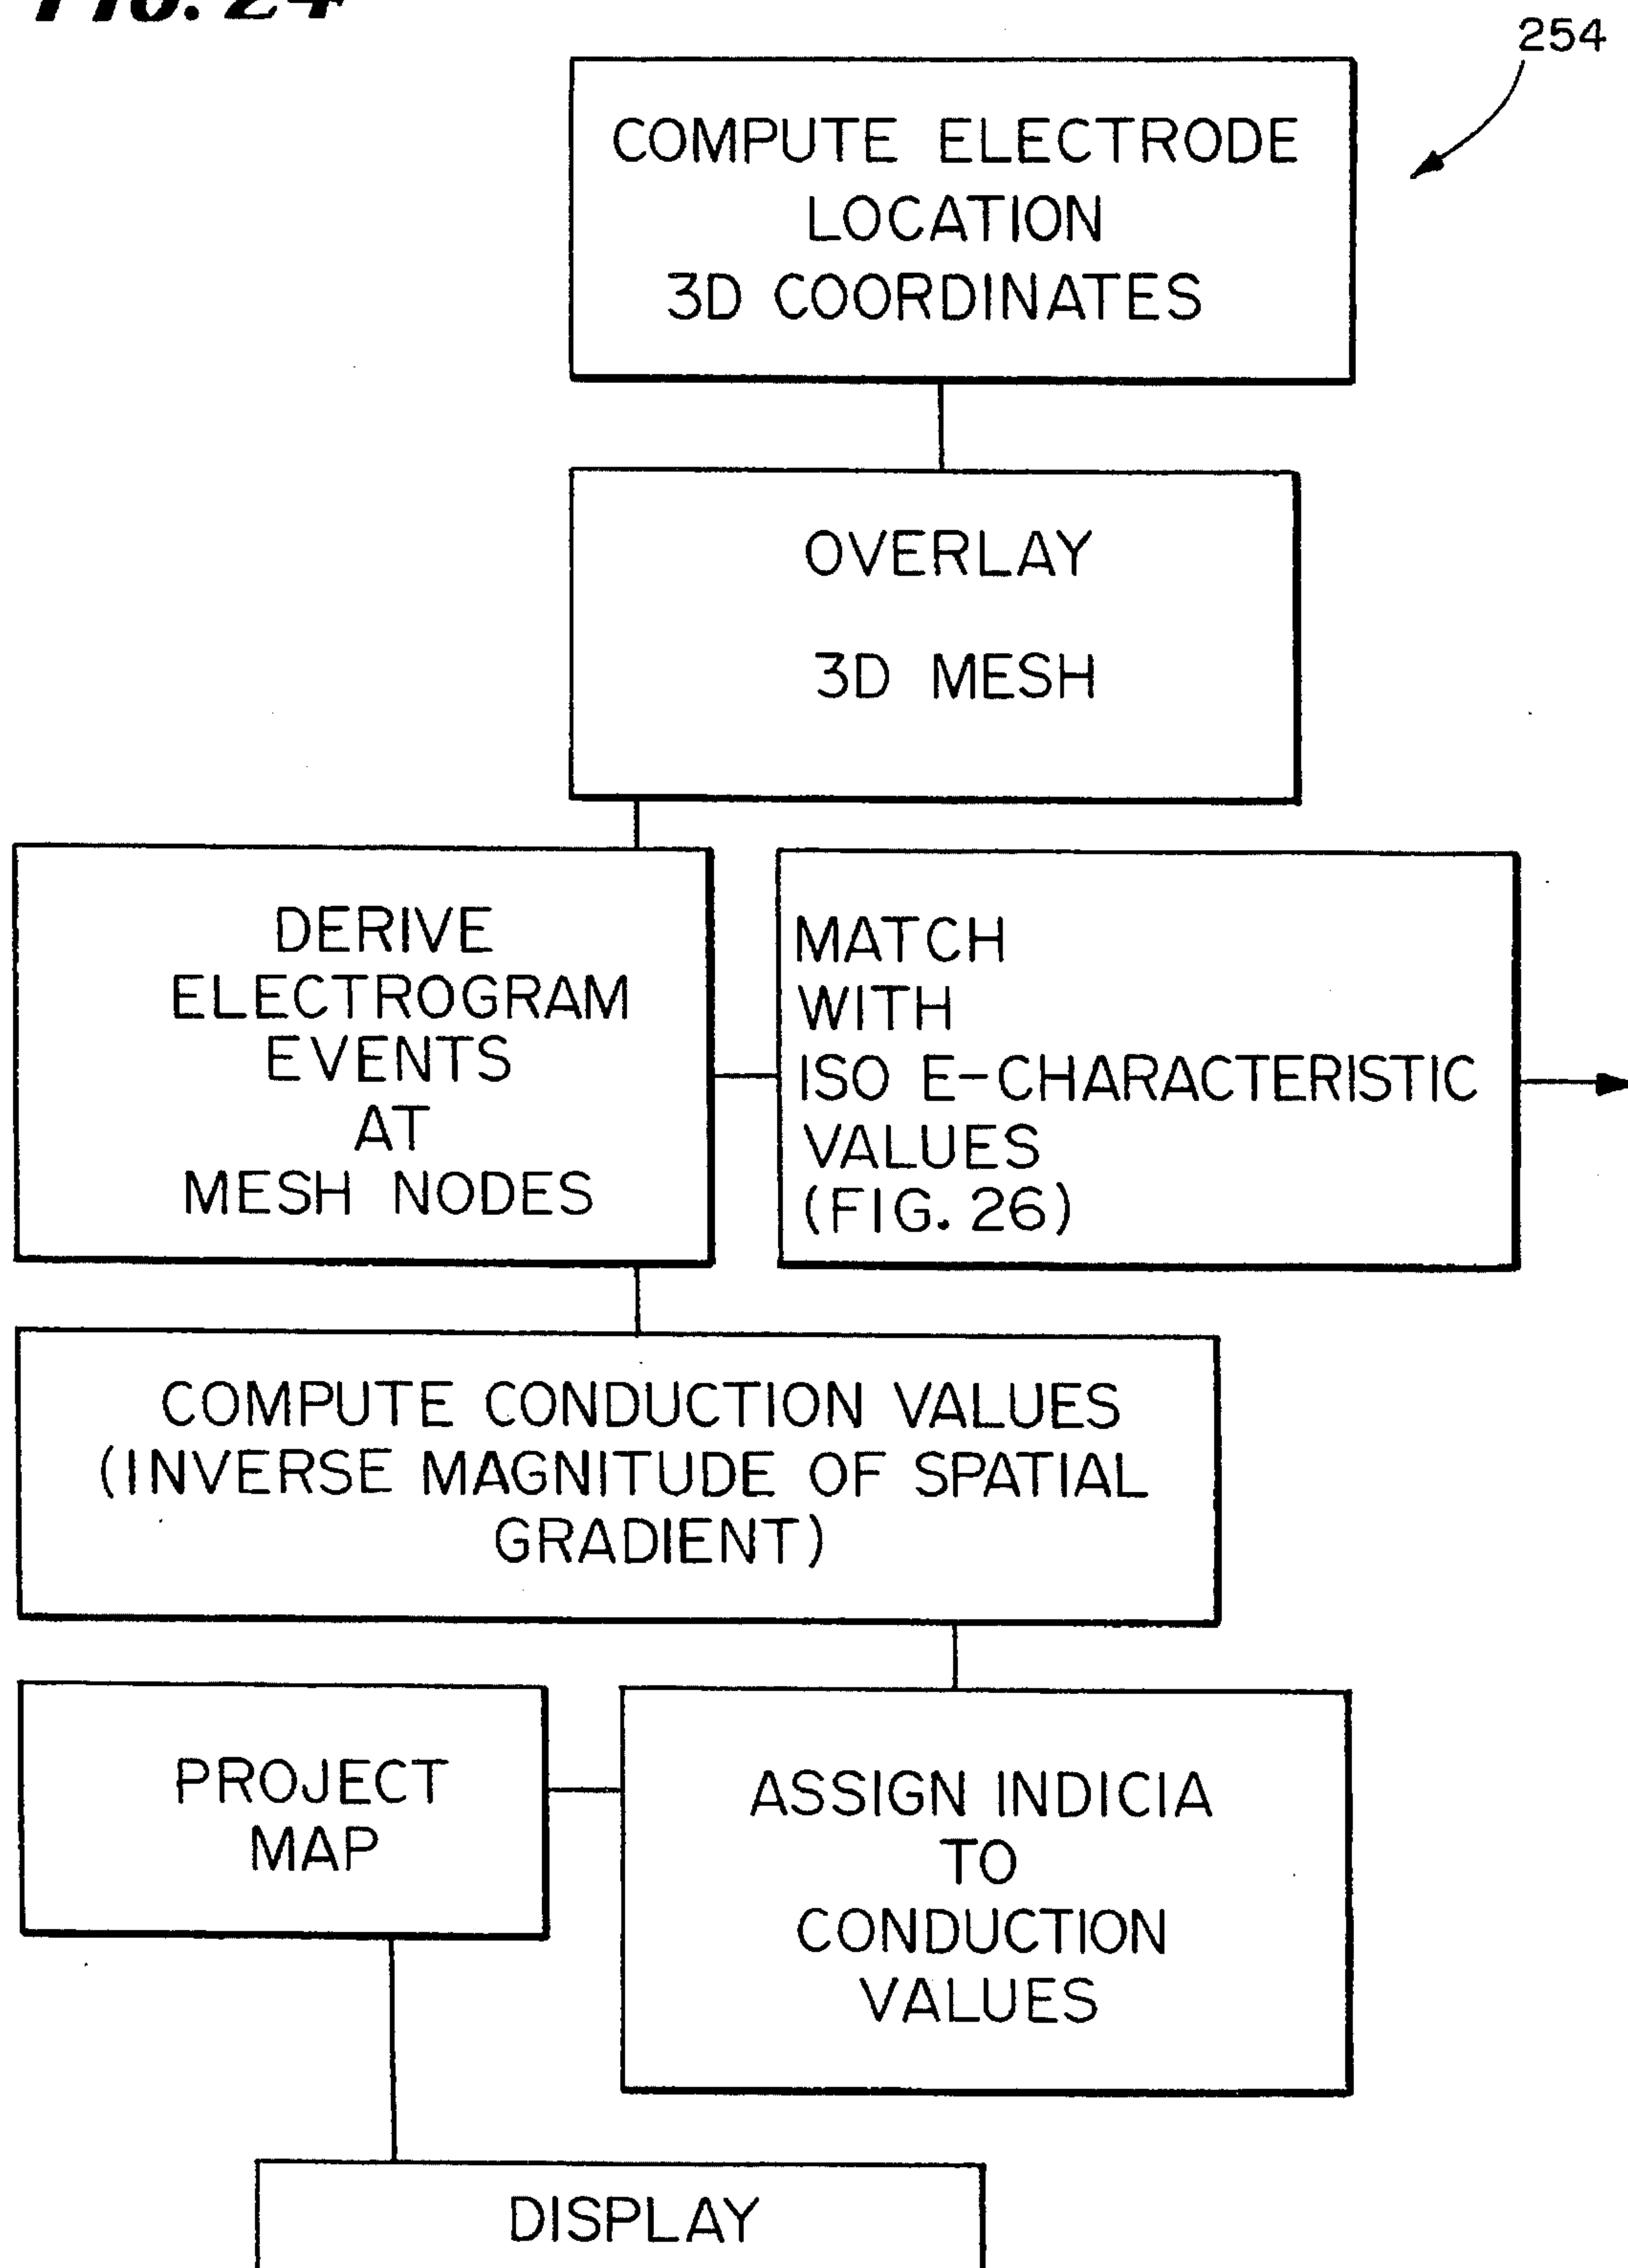 FIG. 24
254
COMPUTE ELECTRODE
LOCATION
3D COORDINATES
OVERLAY
3D MESH
DERIVE
ELECTROGRAM
EVENTS
AT
MESH NODES
MATCH
WITH
ISO E-CHARACTERISTIC
VALUES
(FIG. 26)
COMPUTE CONDUCTION VALUES
(INVERSE MAGNITUDE OF SPATIAL
GRADIENT)
PROJECT
MAP
ASSIGN INDICIA
TO
CONDUCTION
VALUES
DISPLAY